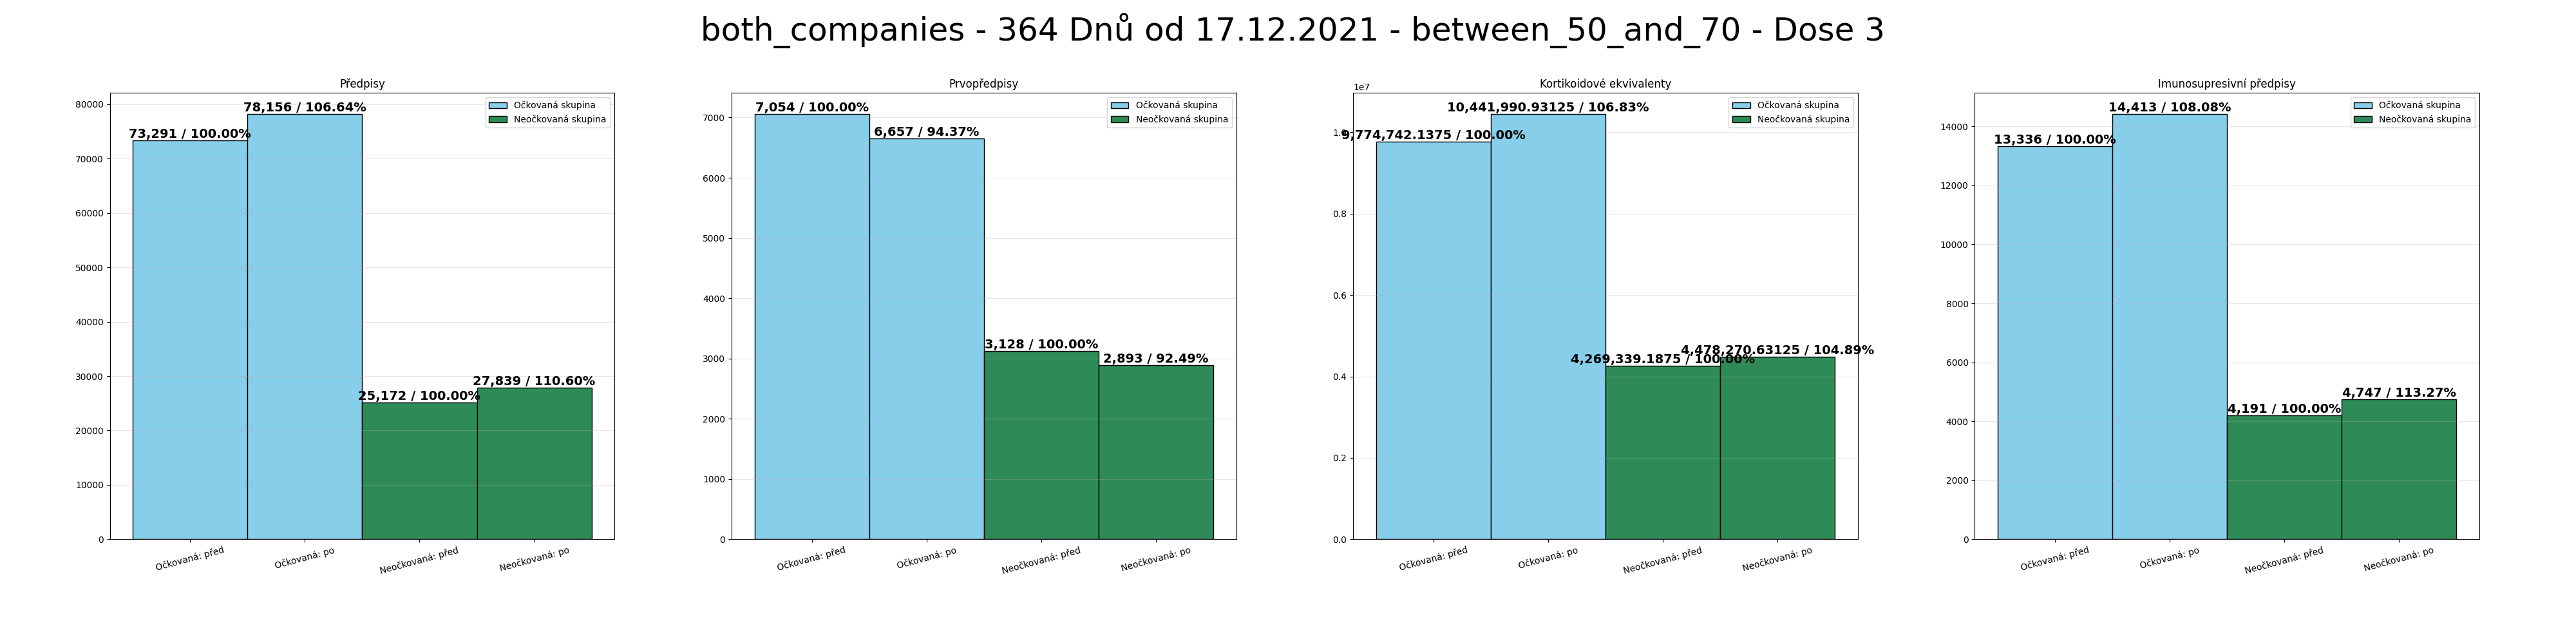 both_companies - 364 Dnů od 17.12.2021 - between_50_and_70 - Dose 3
Předpisy
80000
70000
60000
50000
40000
30000
20000
10000
0
73,291 / 100.00%
78,156 / 106.64%
25,172 / 100.00%
27,839 / 110.60%
Očkovaná skupina
Neočkovaná skupina
Očkovaná: před
Očkovaná: po
Neočkovaná: před
Neočkovaná: po
Prvopředpisy
7000
6000
5000
4000
3000
2000
1000
0
7,054 / 100.00%
6,657 / 94.37%
3,128 / 100.00%
2,893 / 92.49%
Očkovaná skupina
Neočkovaná skupina
Očkovaná: před
Očkovaná: po
Neočkovaná: před
Neočkovaná: po
Kortikoidové ekvivalenty
1e7
1.0
0.8
0.6
0.4
0.2
0.0
9,774,742.1375 / 100.00%
10,441,990.93125 / 106.83%
4,269,339.1875 / 100.00%
4,478,270.63125 / 104.89%
Očkovaná skupina
Neočkovaná skupina
Očkovaná: před
Očkovaná: po
Neočkovaná: před
Neočkovaná: po
Imunosupresivní předpisy
14000
12000
10000
8000
6000
4000
2000
0
13,336 / 100.00%
14,413 / 108.08%
4,191 / 100.00%
4,747 / 113.27%
Očkovaná skupina
Neočkovaná skupina
Očkovaná: před
Očkovaná: po
Neočkovaná: před
Neočkovaná: po